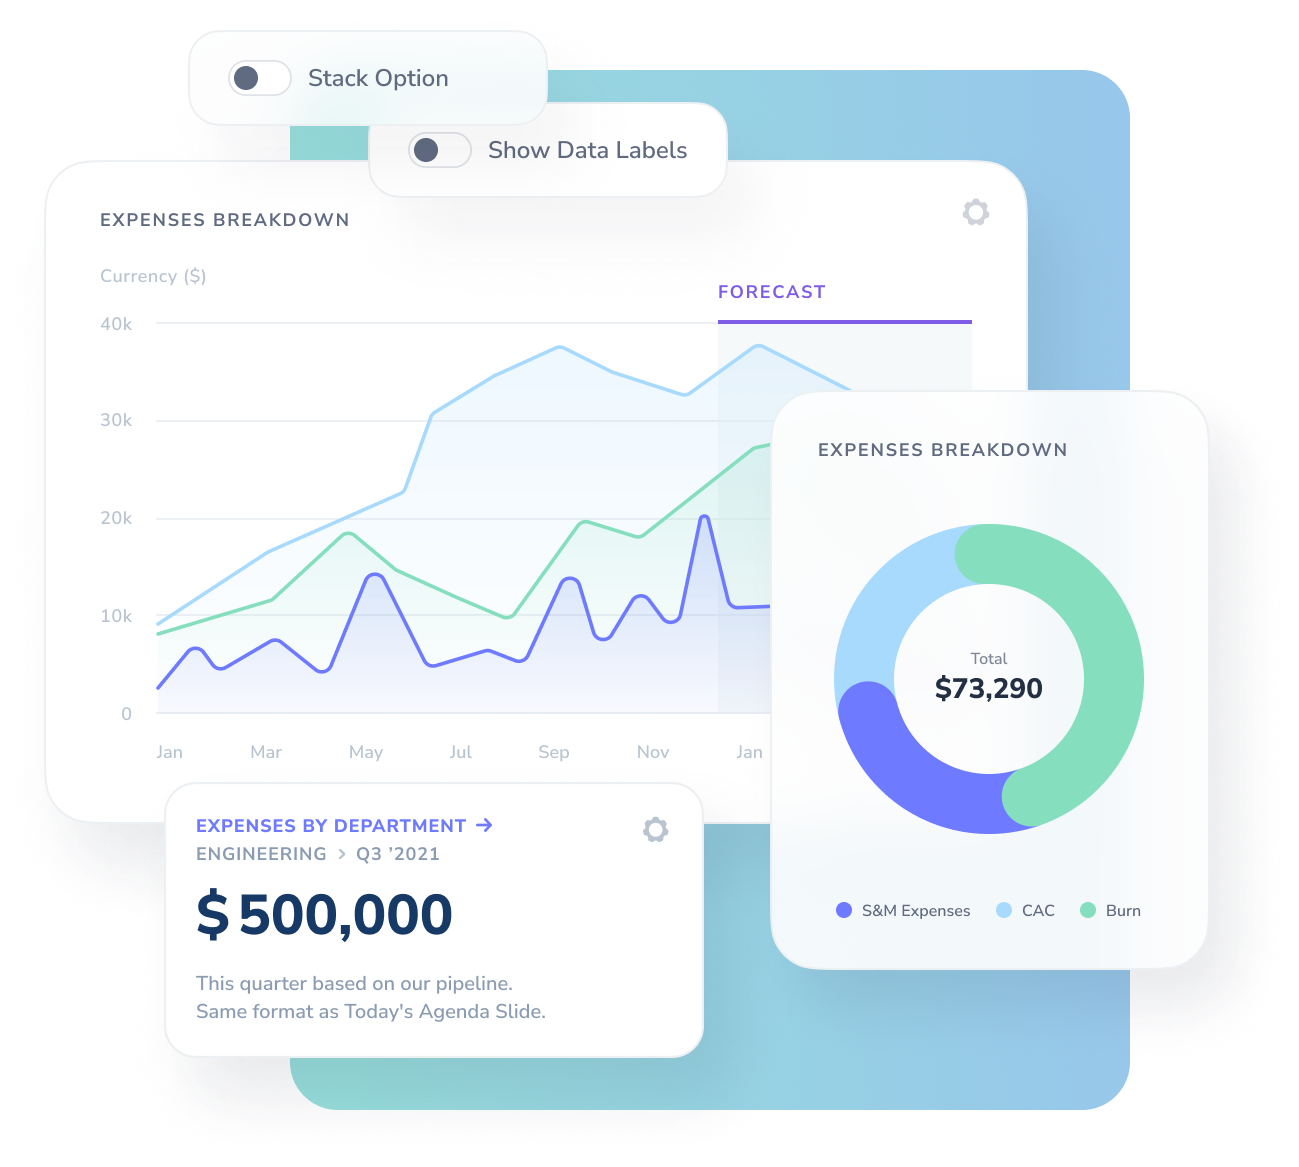 Stack Option
Show Data Labels
EXPENSES BREAKDOWN
Currency ($)
FORECAST
40k
30k
20k
10k
0
Jan Mar May Jul Sep Nov Jan
EXPENSES BREAKDOWN
Total
$73,290
S&M Expenses CAC Burn
EXPENSES BY DEPARTMENT →
ENGINEERING > Q3 ’2021
$500,000
This quarter based on our pipeline.
Same format as Today's Agenda Slide.